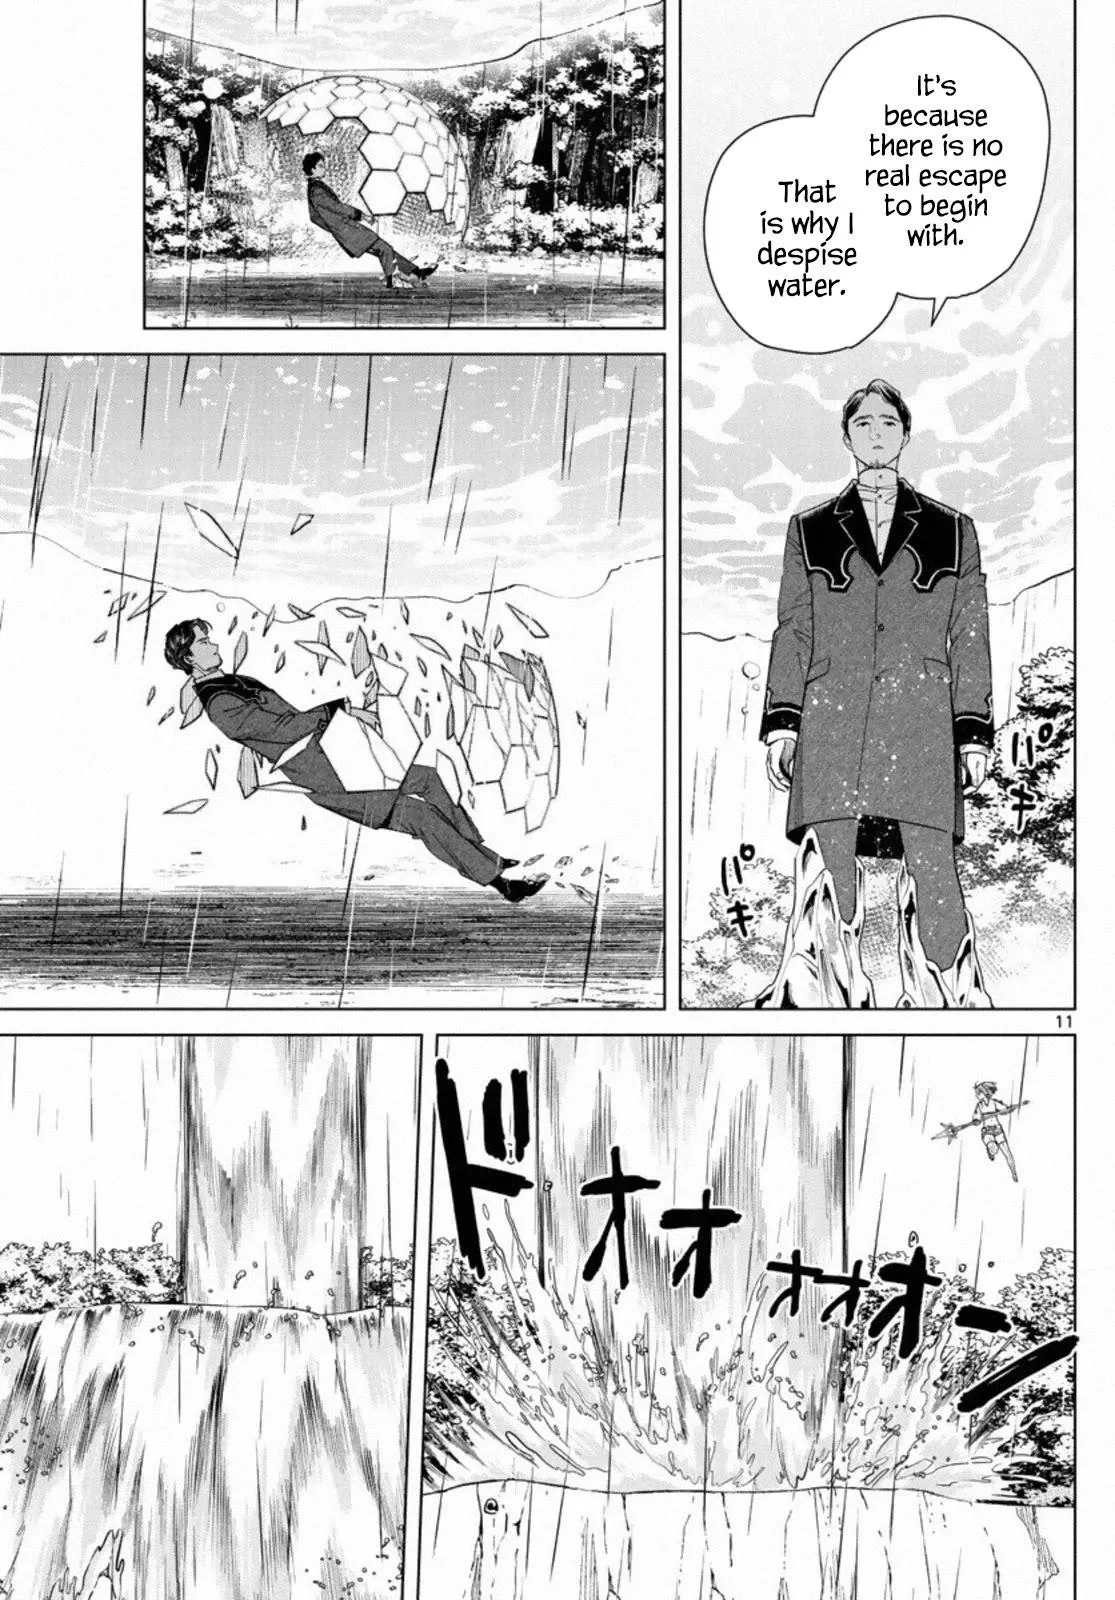 It's
because
there is no
real escape
to begin
with.
That
is why I
despise
water.
パキ
パキ
11
ドオオオオオオー